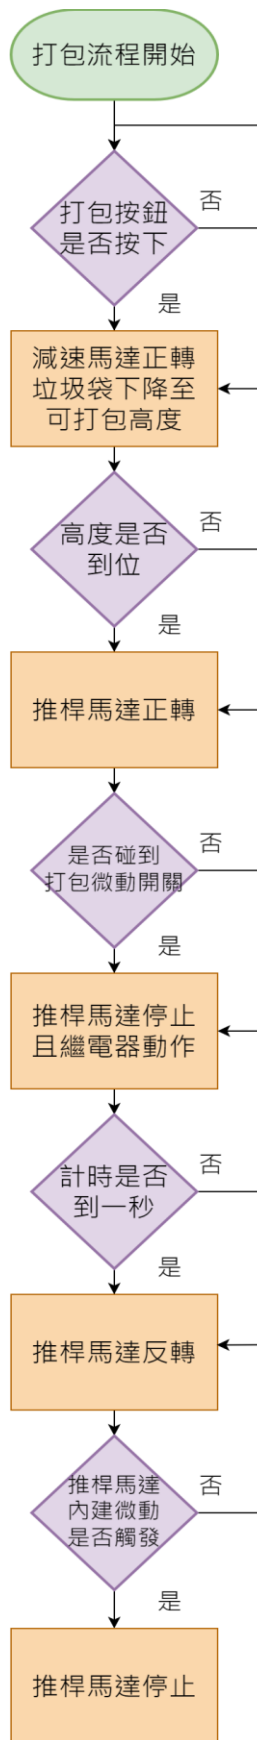 打包流程開始
打包按鈕
是否按下
否
是
減速馬達正轉
垃圾袋下降至
可打包高度
高度是否
到位
否
是
推桿馬達正轉
是否碰到
打包微動開關
否
是
推桿馬達停止
且繼電器動作
計時是否
到一秒
否
是
推桿馬達反轉
推桿馬達
內建微動
是否觸發
否
是
推桿馬達停止